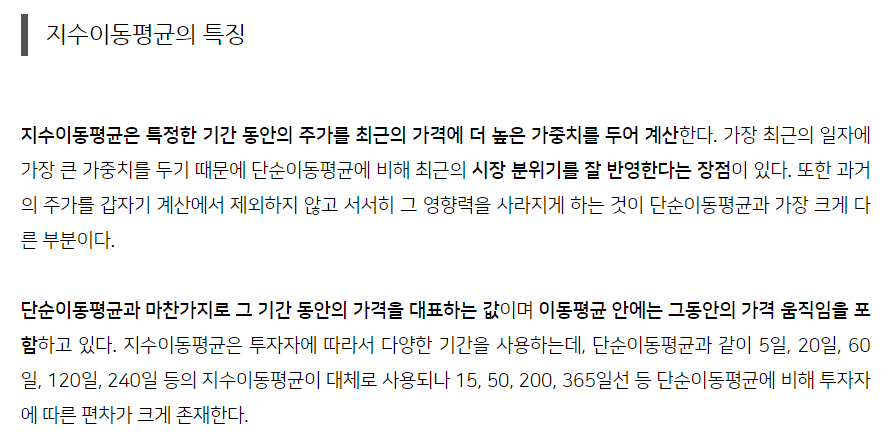 지수이동평균의 특징
지수이동평균은 특정한 기간 동안의 주가를 최근의 가격에 더 높은 가중치를 두어 계산한다. 가장 최근의 일자에
가장 큰 가중치를 두기 때문에 단순이동평균에 비해 최근의 시장 분위기를 잘 반영한다는 장점이 있다. 또한 과거
의 주가를 갑자기 계산에서 제외하지 않고 서서히 그 영향력을 사라지게 하는 것이 단순이동평균과 가장 크게 다
른 부분이다.
단순이동평균과 마찬가지로 그 기간 동안의 가격을 대표하는 값이며 이동평균 안에는 그동안의 가격 움직임을 포
함하고 있다. 지수이동평균은 투자자에 따라서 다양한 기간을 사용하는데, 단순이동평균과 같이 5일, 20일, 60
일, 120일, 240일 등의 지수이동평균이 대체로 사용되나 15, 50, 200, 365일선 등 단순이동평균에 비해 투자자
에 따른 편차가 크게 존재한다.